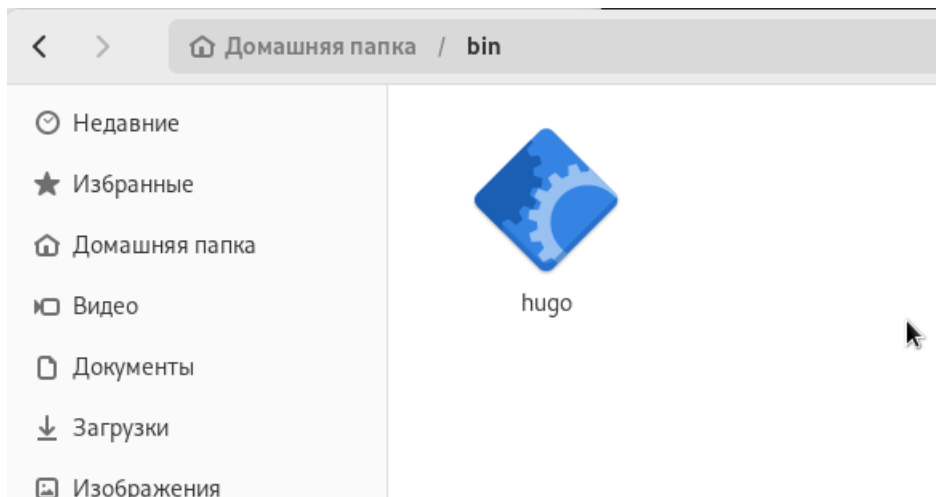 Домашняя папка / bin
Недавние
Избранные
Домашняя папка
Видео
Документы
Загрузки
Изображения
hugo